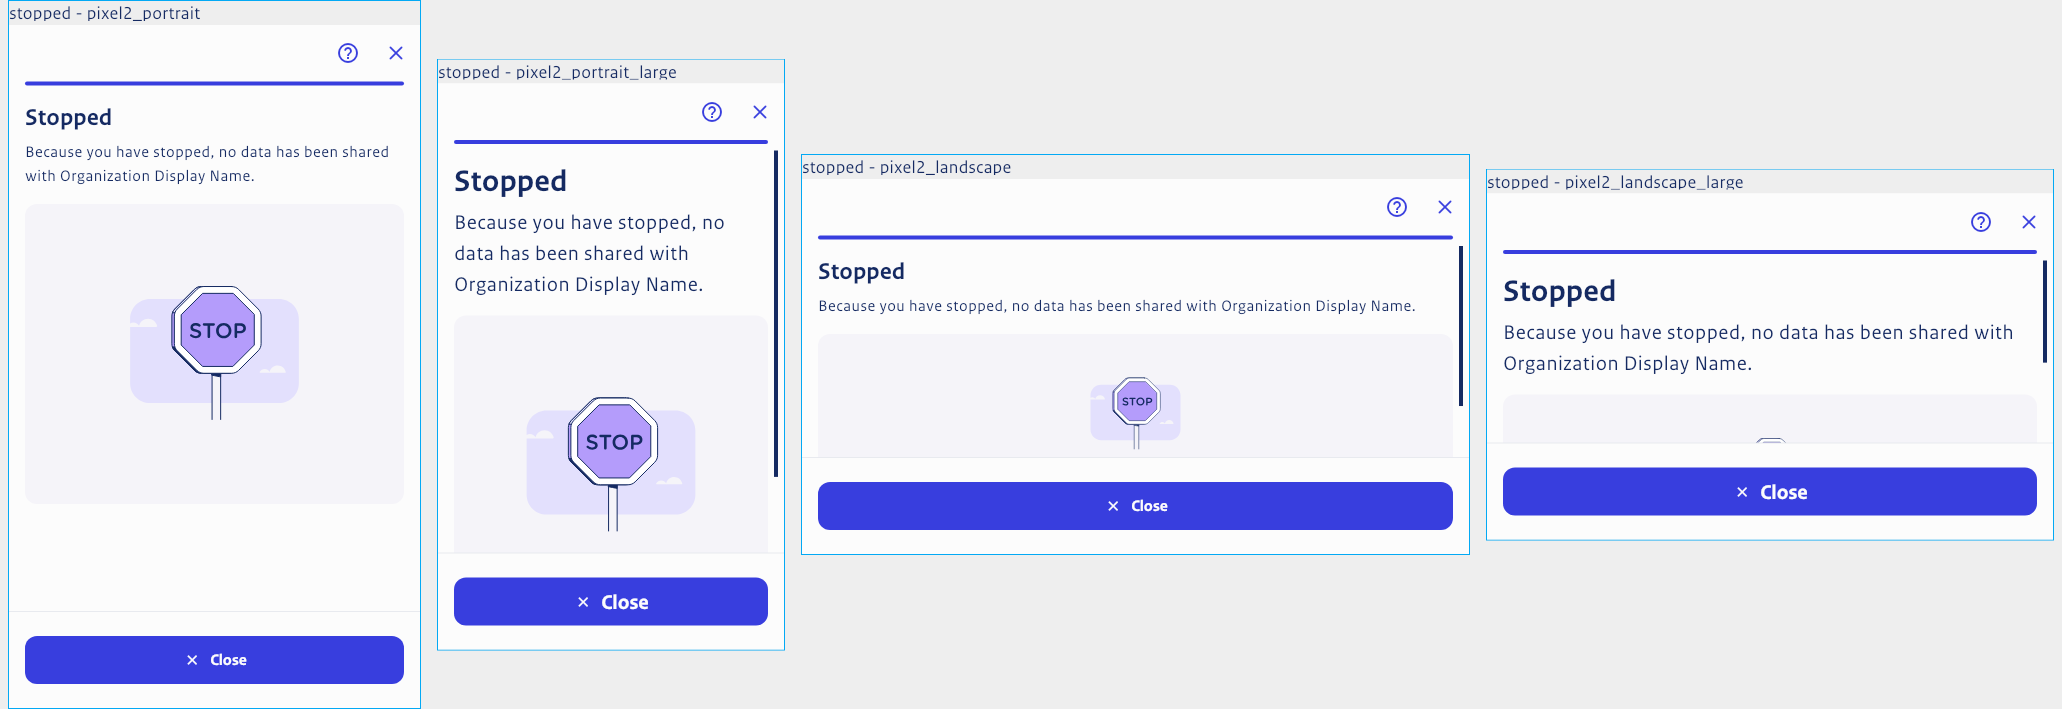 stopped - pixel2_portrait
Stopped
Because you have stopped, no data has been shared
with Organization Display Name.
STOP
Close
stopped - pixel2_portrait_large
Stopped
Because you have stopped, no
data has been shared with
Organization Display Name.
STOP
Close
stopped - pixel2_landscape
Stopped
Because you have stopped, no data has been shared with Organization Display Name.
STOP
Close
stopped - pixel2_landscape_large
Stopped
Because you have stopped, no data has been shared with
Organization Display Name.
Close